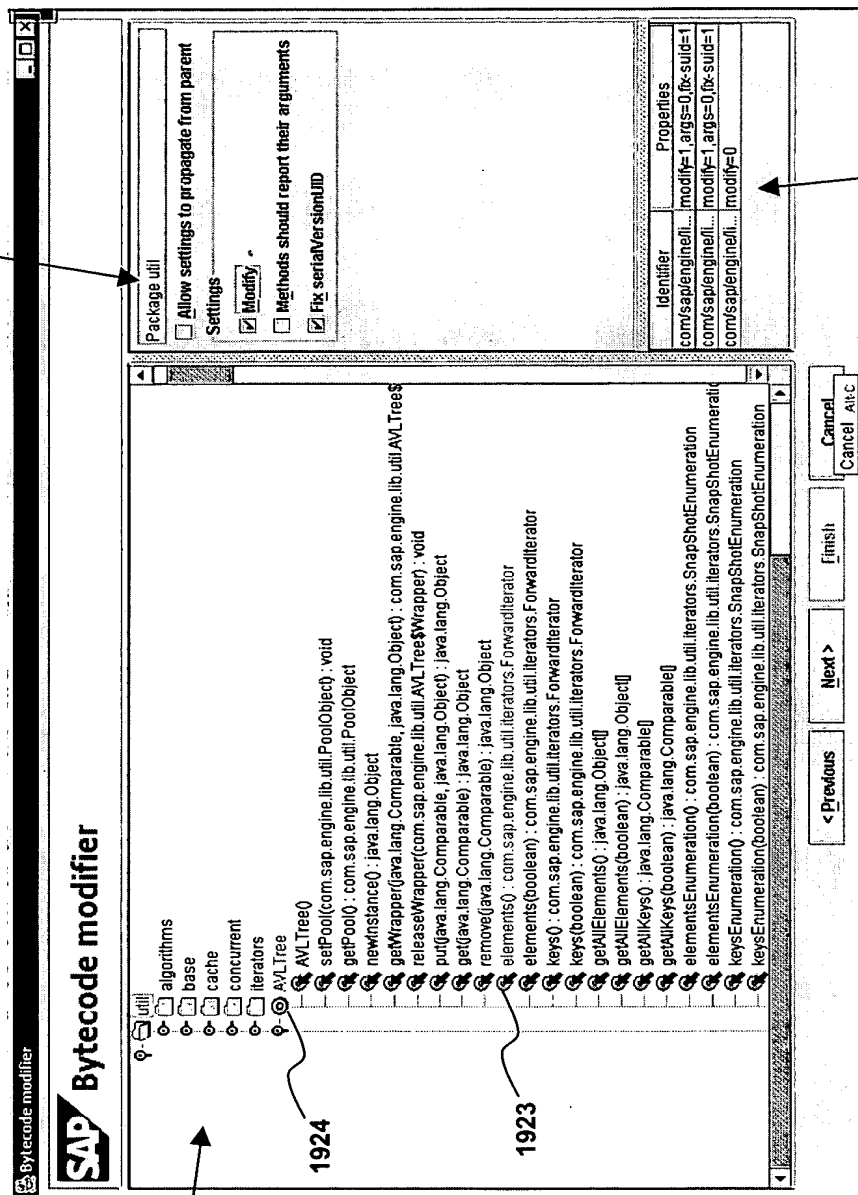 Bytecode modifier
SAP Bytecode modifier
util
algorithms
base
cache
concurrent
iterators
AVLTree
AVLTree()
setPool(com.sap.engine.lib.util.PoolObject) : void
getPool() : com.sap.engine.lib.util.PoolObject
newInstance() : java.lang.Object
getWrapper(java.lang.Comparable, java.lang.Object) : com.sap.engine.lib.util.AVLTree$
releaseWrapper(com.sap.engine.lib.util.AVLTree$Wrapper) : void
put(java.lang.Comparable, java.lang.Object) : java.lang.Object
get(java.lang.Comparable) : java.lang.Object
remove(java.lang.Comparable) : java.lang.Object
elements() : com.sap.engine.lib.util.iterators.ForwardIterator
elements(boolean) : com.sap.engine.lib.util.iterators.ForwardIterator
keys() : com.sap.engine.lib.util.iterators.ForwardIterator
keys(boolean) : com.sap.engine.lib.util.iterators.ForwardIterator
getAllElements() : java.lang.Object[]
getAllElements(boolean) : java.lang.Object[]
getAllKeys() : java.lang.Comparable[]
getAllKeys(boolean) : java.lang.Comparable[]
elementsEnumeration() : com.sap.engine.lib.util.iterators.SnapShotEnumeration
elementsEnumeration(boolean) : com.sap.engine.lib.util.iterators.SnapShotEnumeratio
keysEnumeration() : com.sap.engine.lib.util.iterators.SnapShotEnumeration
keysEnumeration(boolean) : com.sap.engine.lib.util.iterators.SnapShotEnumeration
1924
1923
Package util
Allow settings to propagate from parent
Settings
Modify
Methods should report their arguments
Fix serialVersionUID
Identifier Properties
com/sap/engine/li... modify=1,args=0,fix-suid=1
com/sap/engine/li... modify=1,args=0,fix-suid=1
com/sap/engine/li... modify=0
< Previous Next > Finish Cancel
Cancel Alt-C